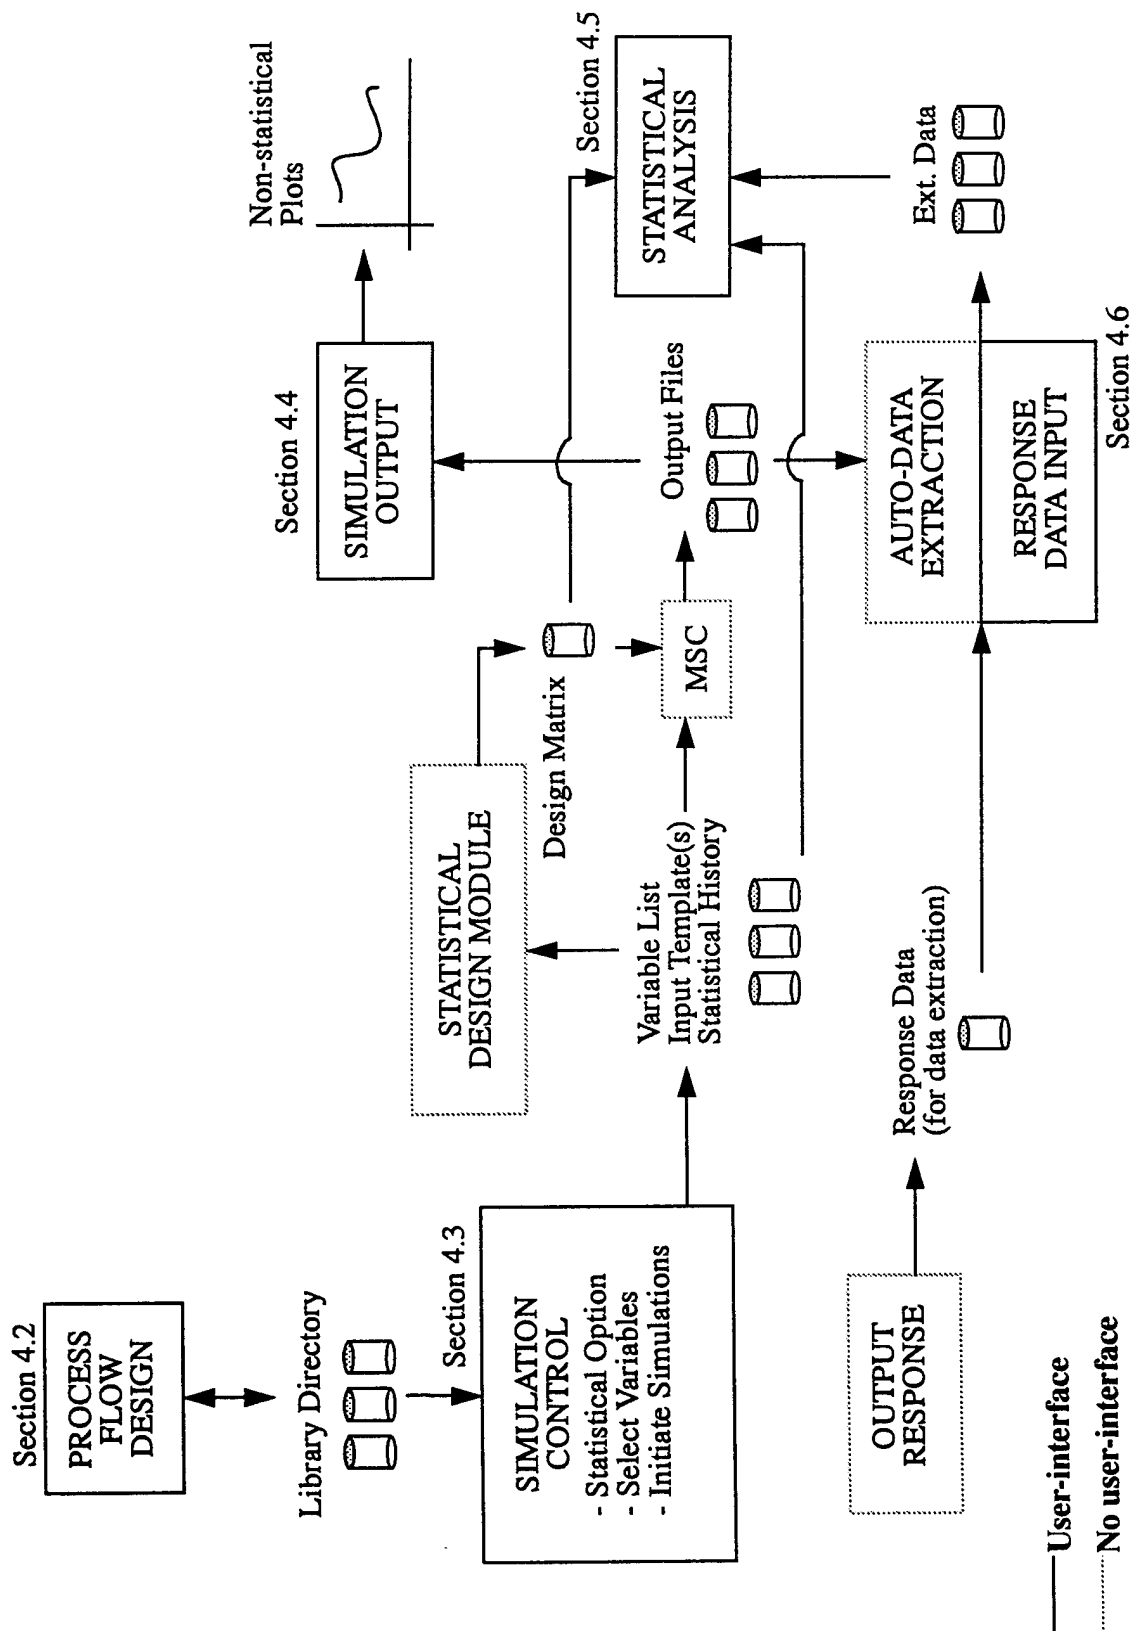 Section 4.2
PROCESS
FLOW
DESIGN
Library Directory
Section 4.3
SIMULATION
CONTROL
- Statistical Option
- Select Variables
- Initiate Simulations
STATISTICAL
DESIGN MODULE
Design Matrix
Variable List
Input Template(s)
Statistical History
MSC
Section 4.4
SIMULATION
OUTPUT
Non-statistical
Plots
Output Files
Section 4.5
STATISTICAL
ANALYSIS
Ext. Data
OUTPUT
RESPONSE
Response Data
(for data extraction)
AUTO-DATA
EXTRACTION
RESPONSE
DATA INPUT
Section 4.6
User-interface
No user-interface